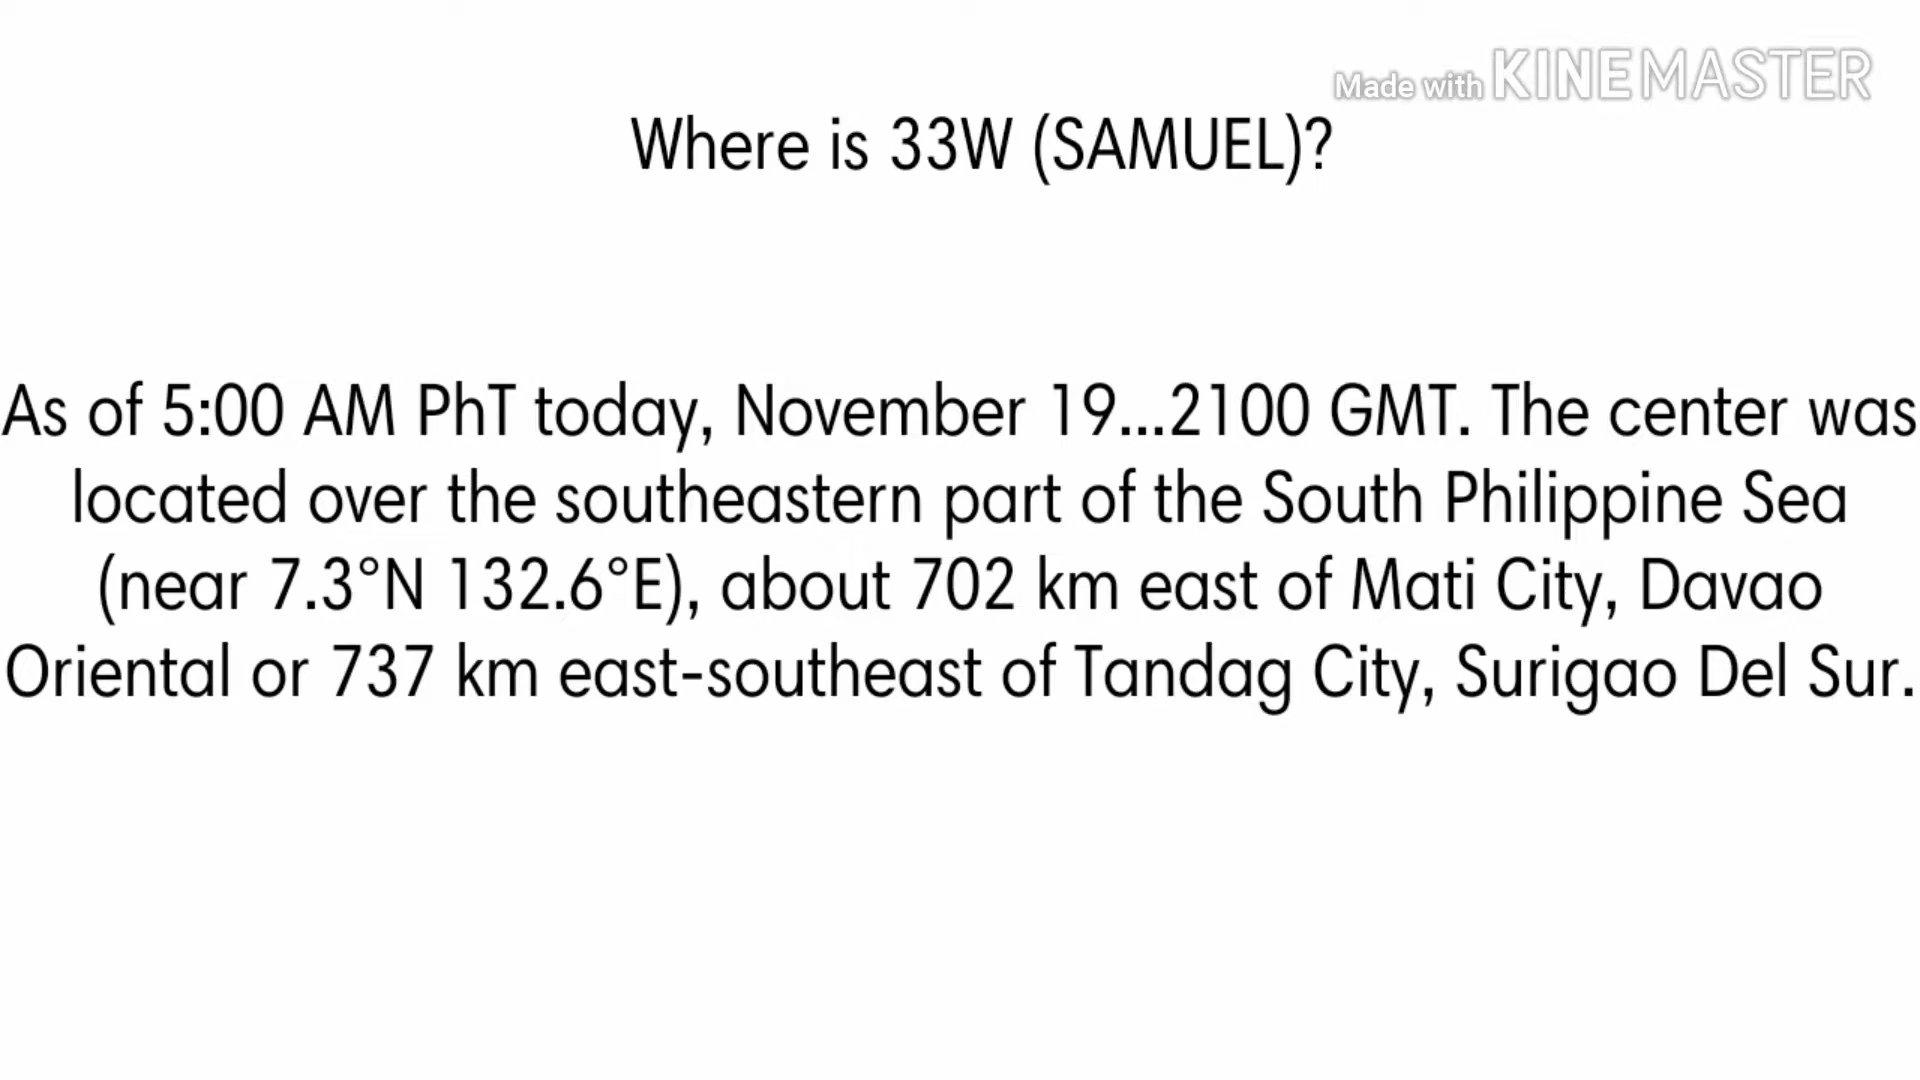 Made with KINEMASTER
Where is 33W (SAMUEL)?
As of 5:00 AM PhT today, November 19...2100 GMT. The center was
located over the southeastern part of the South Philippine Sea
(near 7.3°N 132.6°E), about 702 km east of Mati City, Davao
Oriental or 737 km east-southeast of Tandag City, Surigao Del Sur.